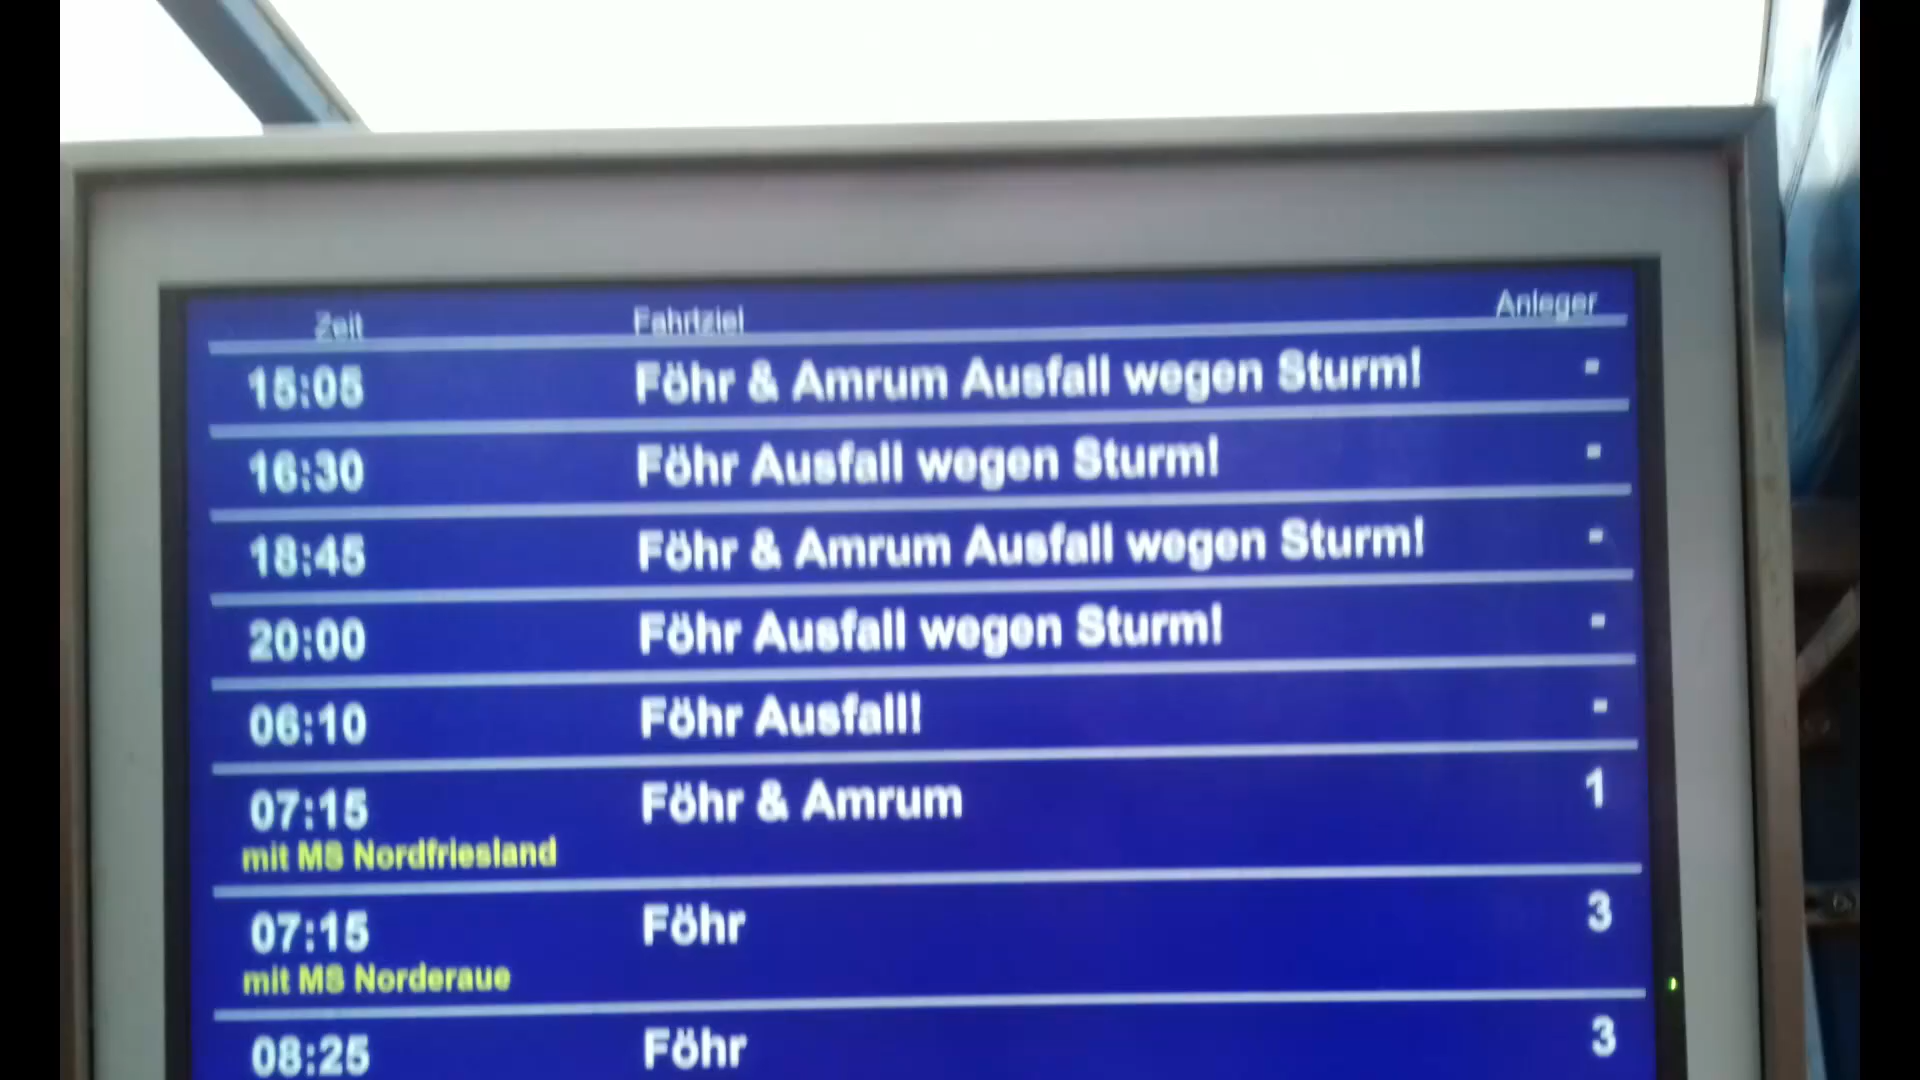 Zeit Fahrtziel Anleger
15:05 Föhr & Amrum Ausfall wegen Sturm! -
16:30 Föhr Ausfall wegen Sturm! -
18:45 Föhr & Amrum Ausfall wegen Sturm! -
20:00 Föhr Ausfall wegen Sturm! -
06:10 Föhr Ausfall! -
07:15 Föhr & Amrum 1
mit MS Nordfriesland
07:15 Föhr 3
mit MS Norderaue
08:25 Föhr 3